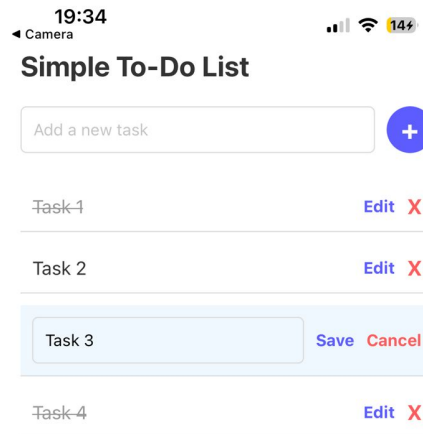 19:34
◀ Camera
14
Simple To-Do List
Add a new task
+
Task 1 Edit X
Task 2 Edit X
Task 3 Save Cancel
Task 4 Edit X